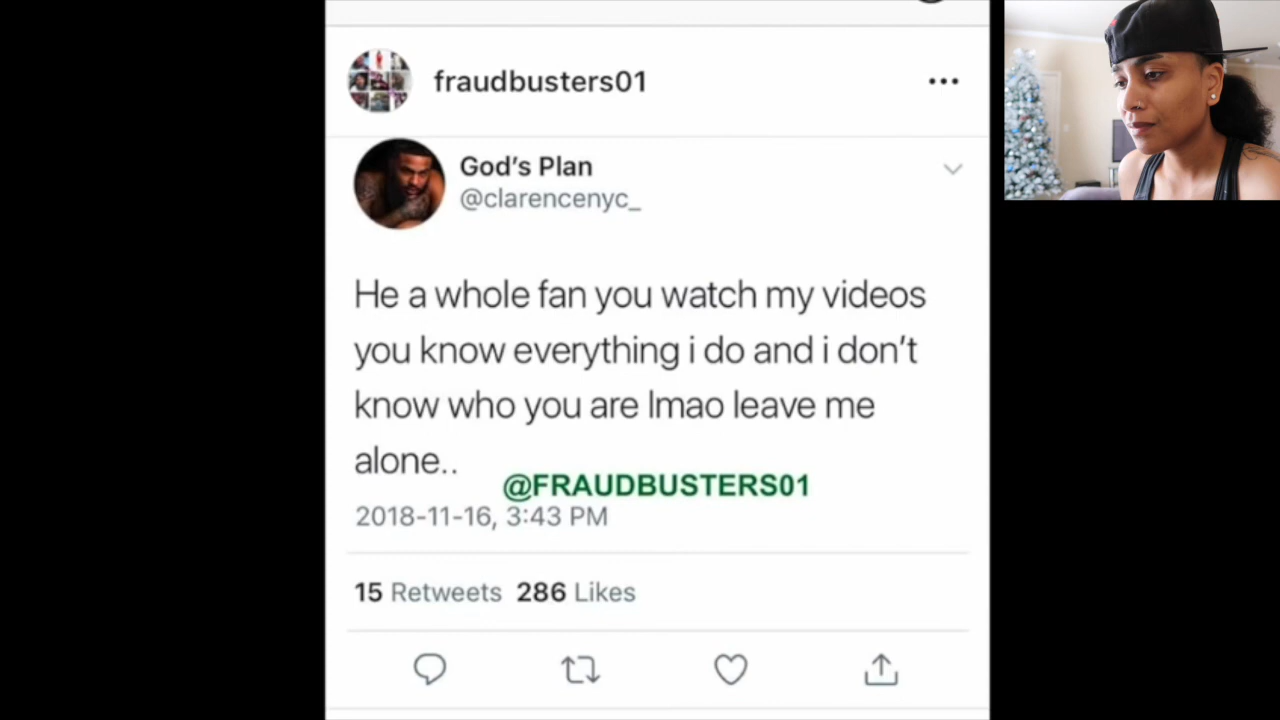 fraudbusters01
God's Plan
@clarencenyc_
He a whole fan you watch my videos
you know everything i do and i don't
know who you are lmao leave me
alone..
@FRAUDBUSTERS01
2018-11-16, 3:43 PM
15 Retweets 286 Likes